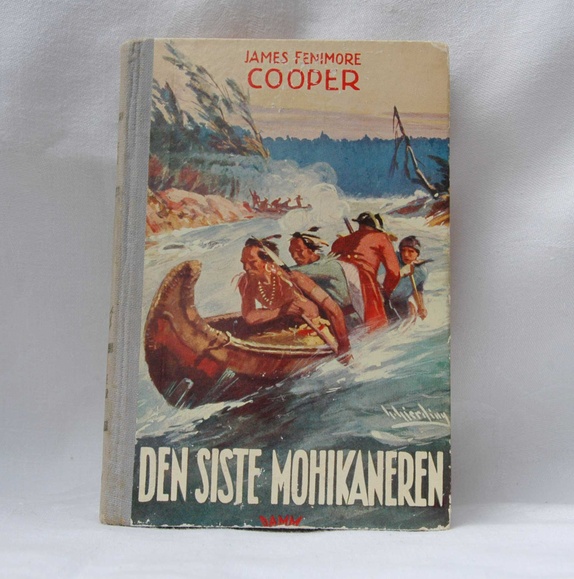 JAMES FENIMORE
COOPER
DEN SISTE MOHIKANEREN